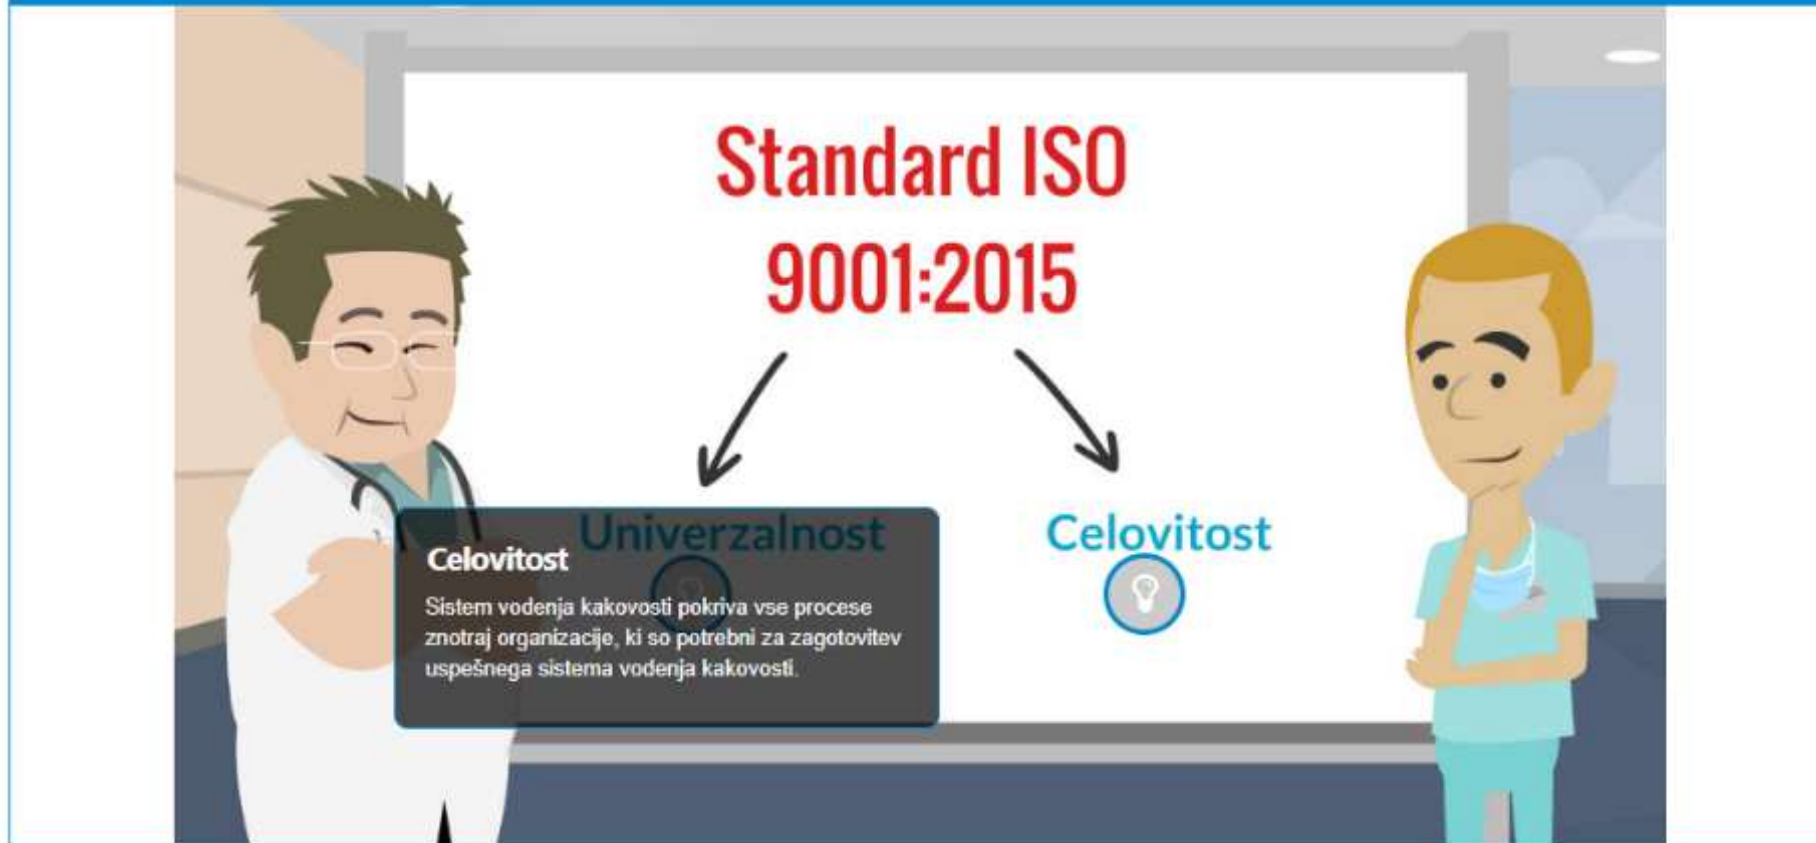 Standard ISO
9001:2015
Univerzalnost
Celovitost
Celovitost
Sistem vodenja kakovosti pokriva vse procese
znotraj organizacije, ki so potrebni za zagotovitev
uspešnega sistema vodenja kakovosti.